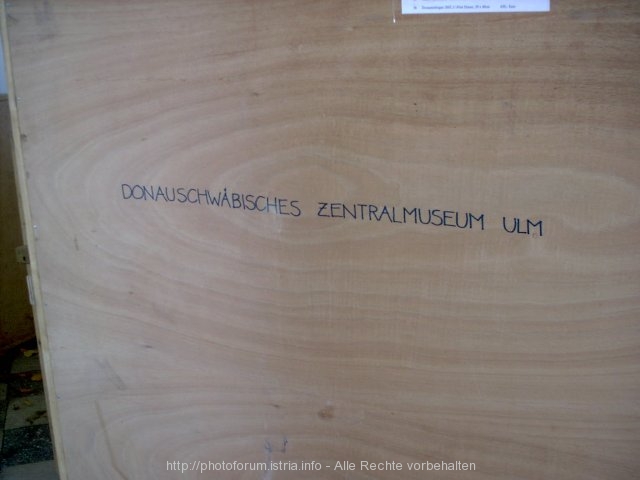 DONAUSCHWÄBISCHES ZENTRALMUSEUM ULM
http://photoforum.istria.info - Alle Rechte vorbehalten